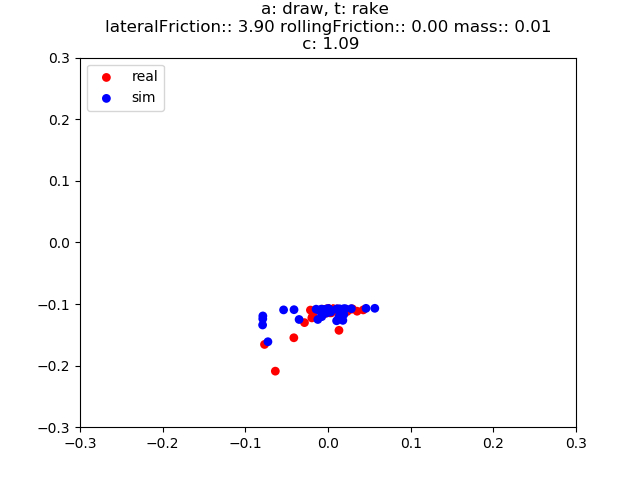 a: draw, t: rake
lateralFriction:: 3.90 rollingFriction:: 0.00 mass:: 0.01
c: 1.09
real
sim
0.3
0.2
0.1
0.0
−0.1
−0.2
−0.3
−0.3
−0.2
−0.1
0.0
0.1
0.2
0.3